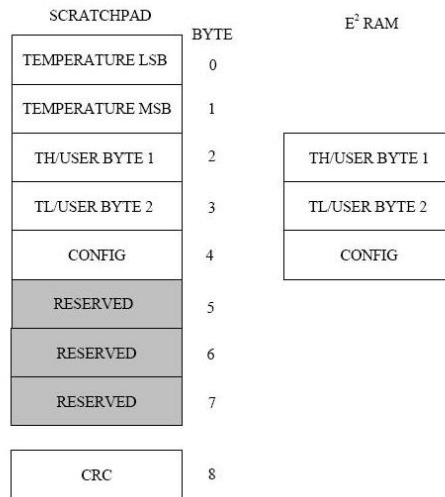 SCRATCHPAD
BYTE
E² RAM
TEMPERATURE LSB
0
TEMPERATURE MSB
1
TH/USER BYTE 1
2
TH/USER BYTE 1
TL/USER BYTE 2
3
TL/USER BYTE 2
CONFIG
4
CONFIG
RESERVED
5
RESERVED
6
RESERVED
7
CRC
8